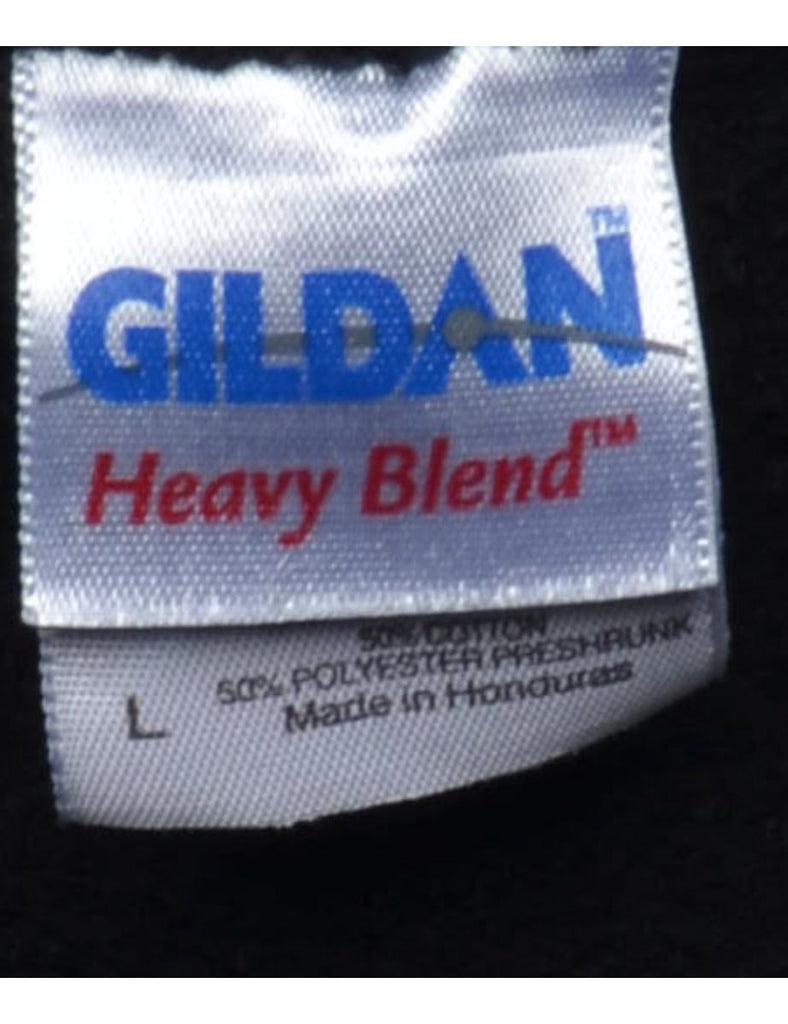 GILDAN™
Heavy Blend™
50% COTTON
50% POLYESTER PRESHRUNK
L
Made in Honduras